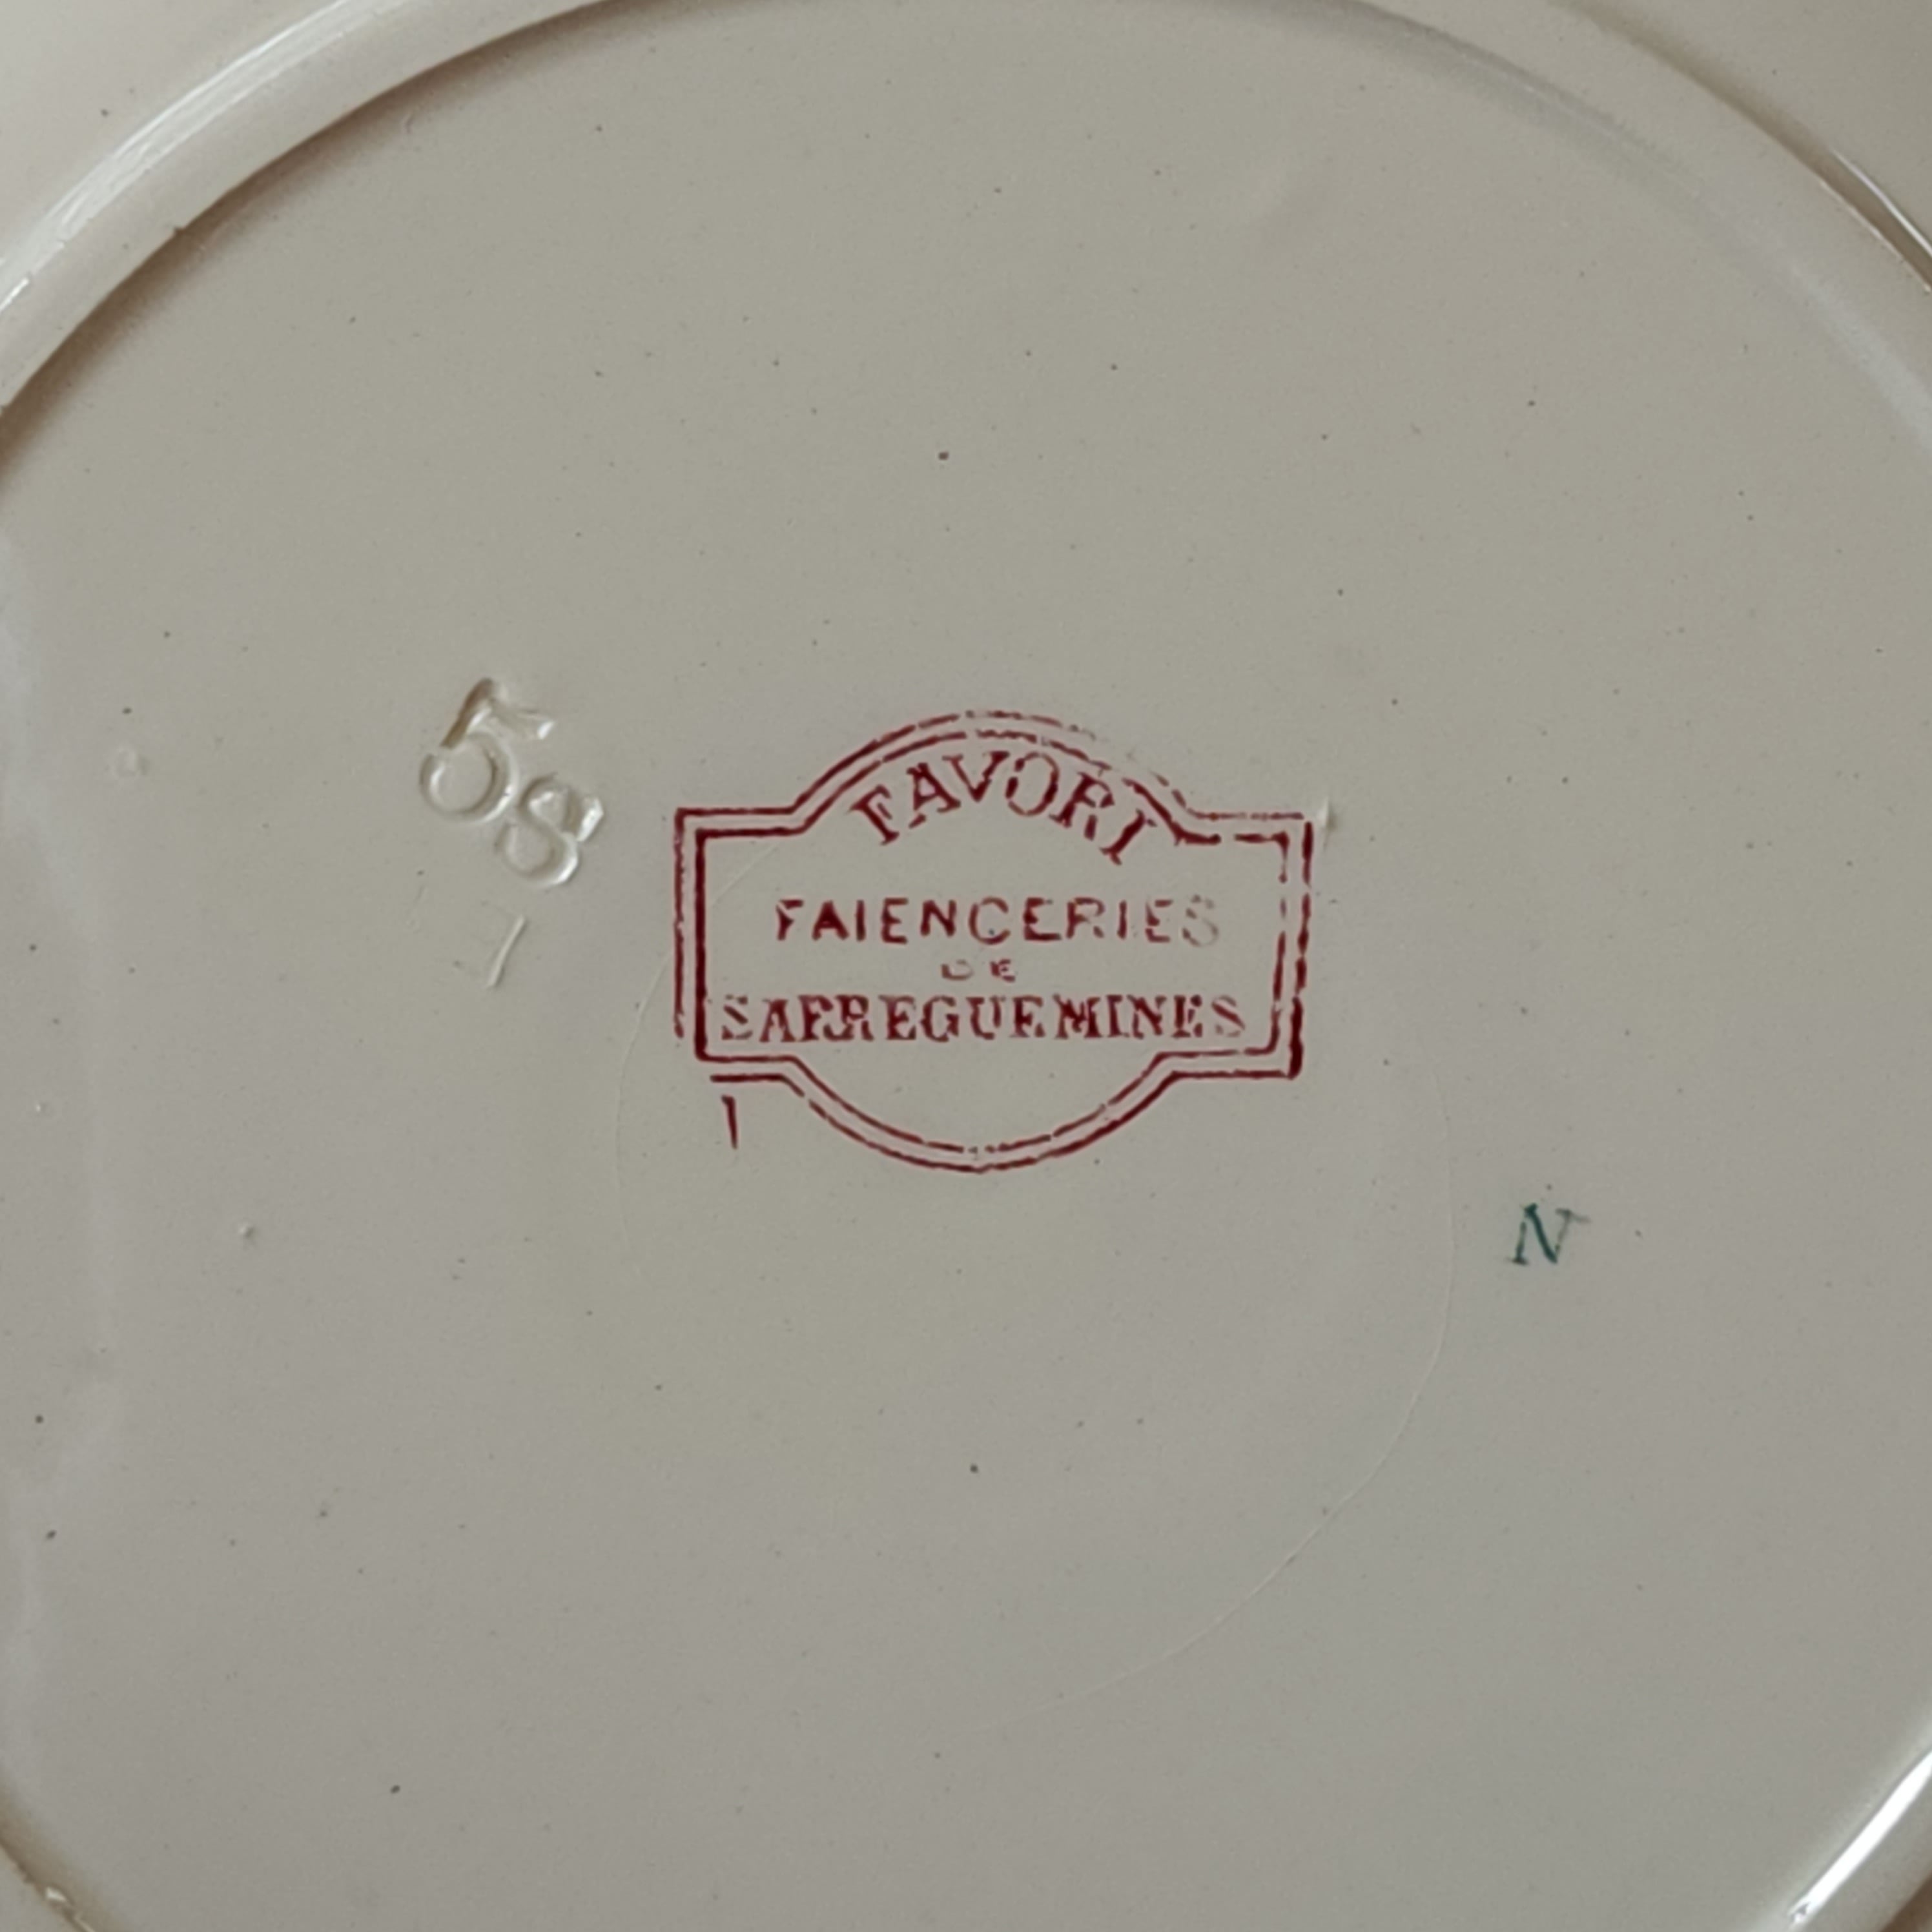 58
FAVORI
FAIENCERIES
DE
SARREGUEMINES
N